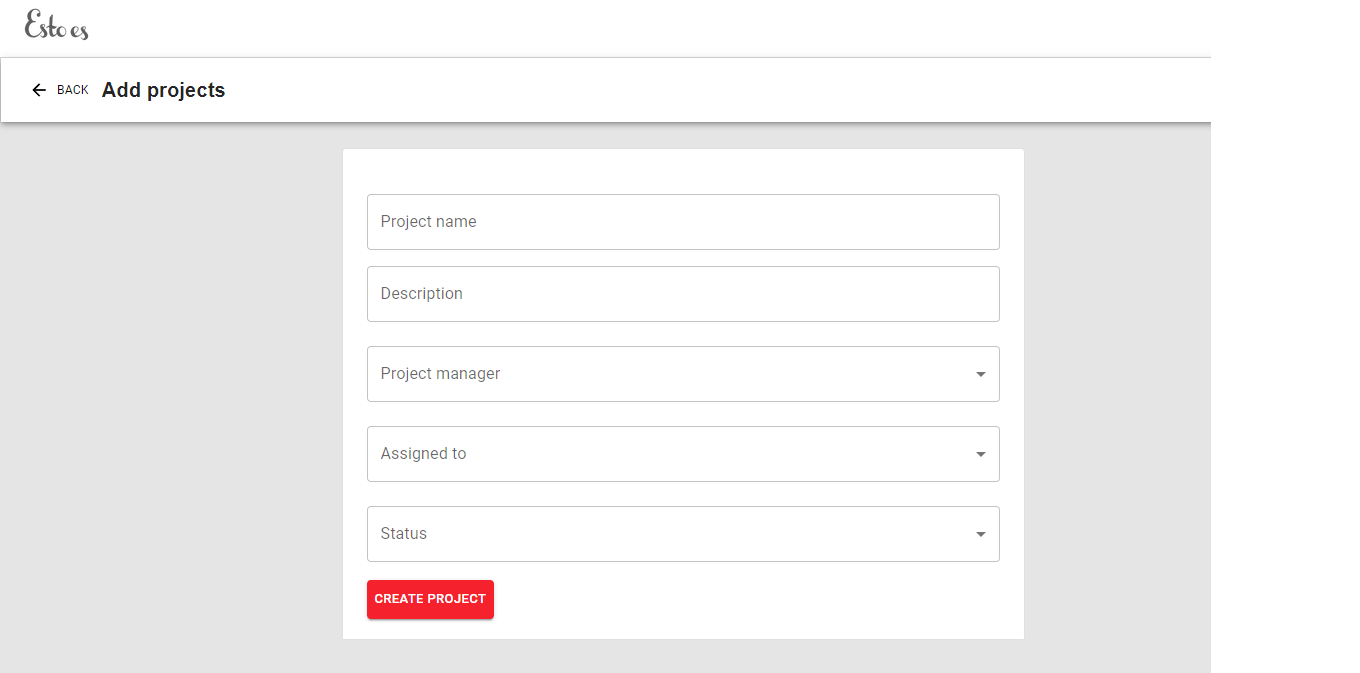 Esto es
BACK Add projects
Project name
Description
Project manager
Assigned to
Status
CREATE PROJECT